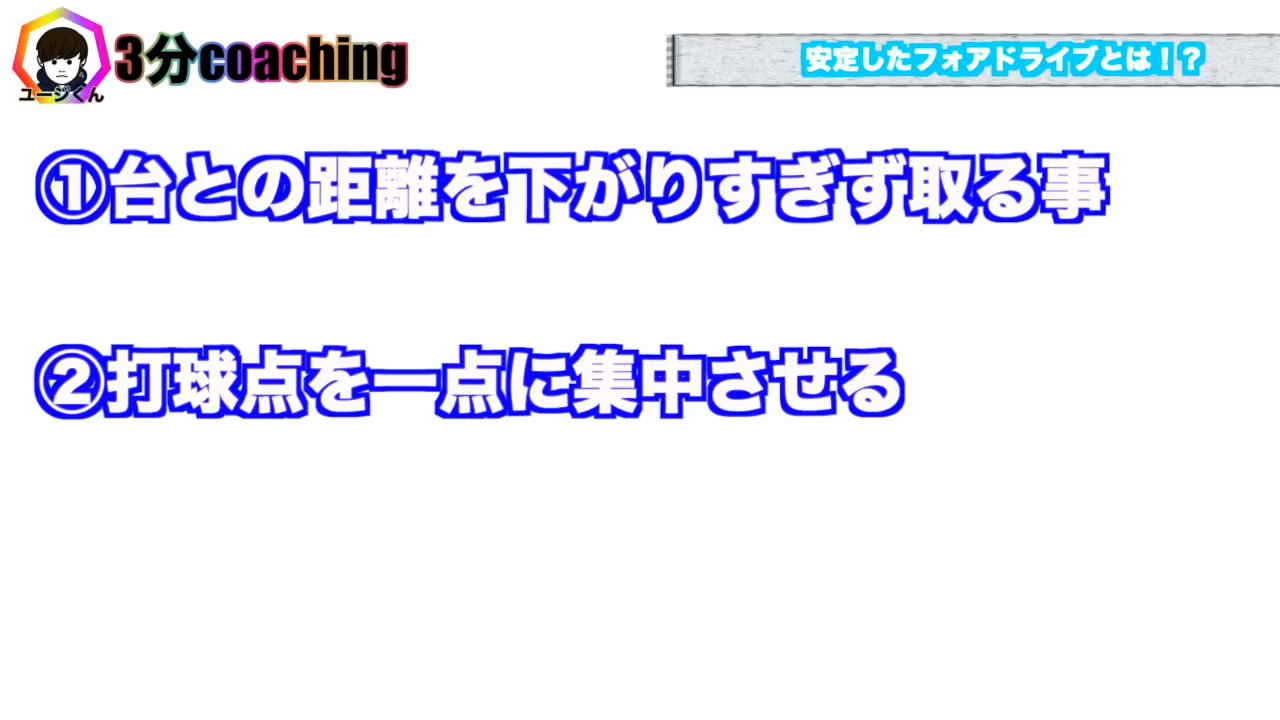 ユージくん
3分coaching
安定したフォアドライブとは！？
①台との距離を下がりすぎず取る事
②打球点を一点に集中させる